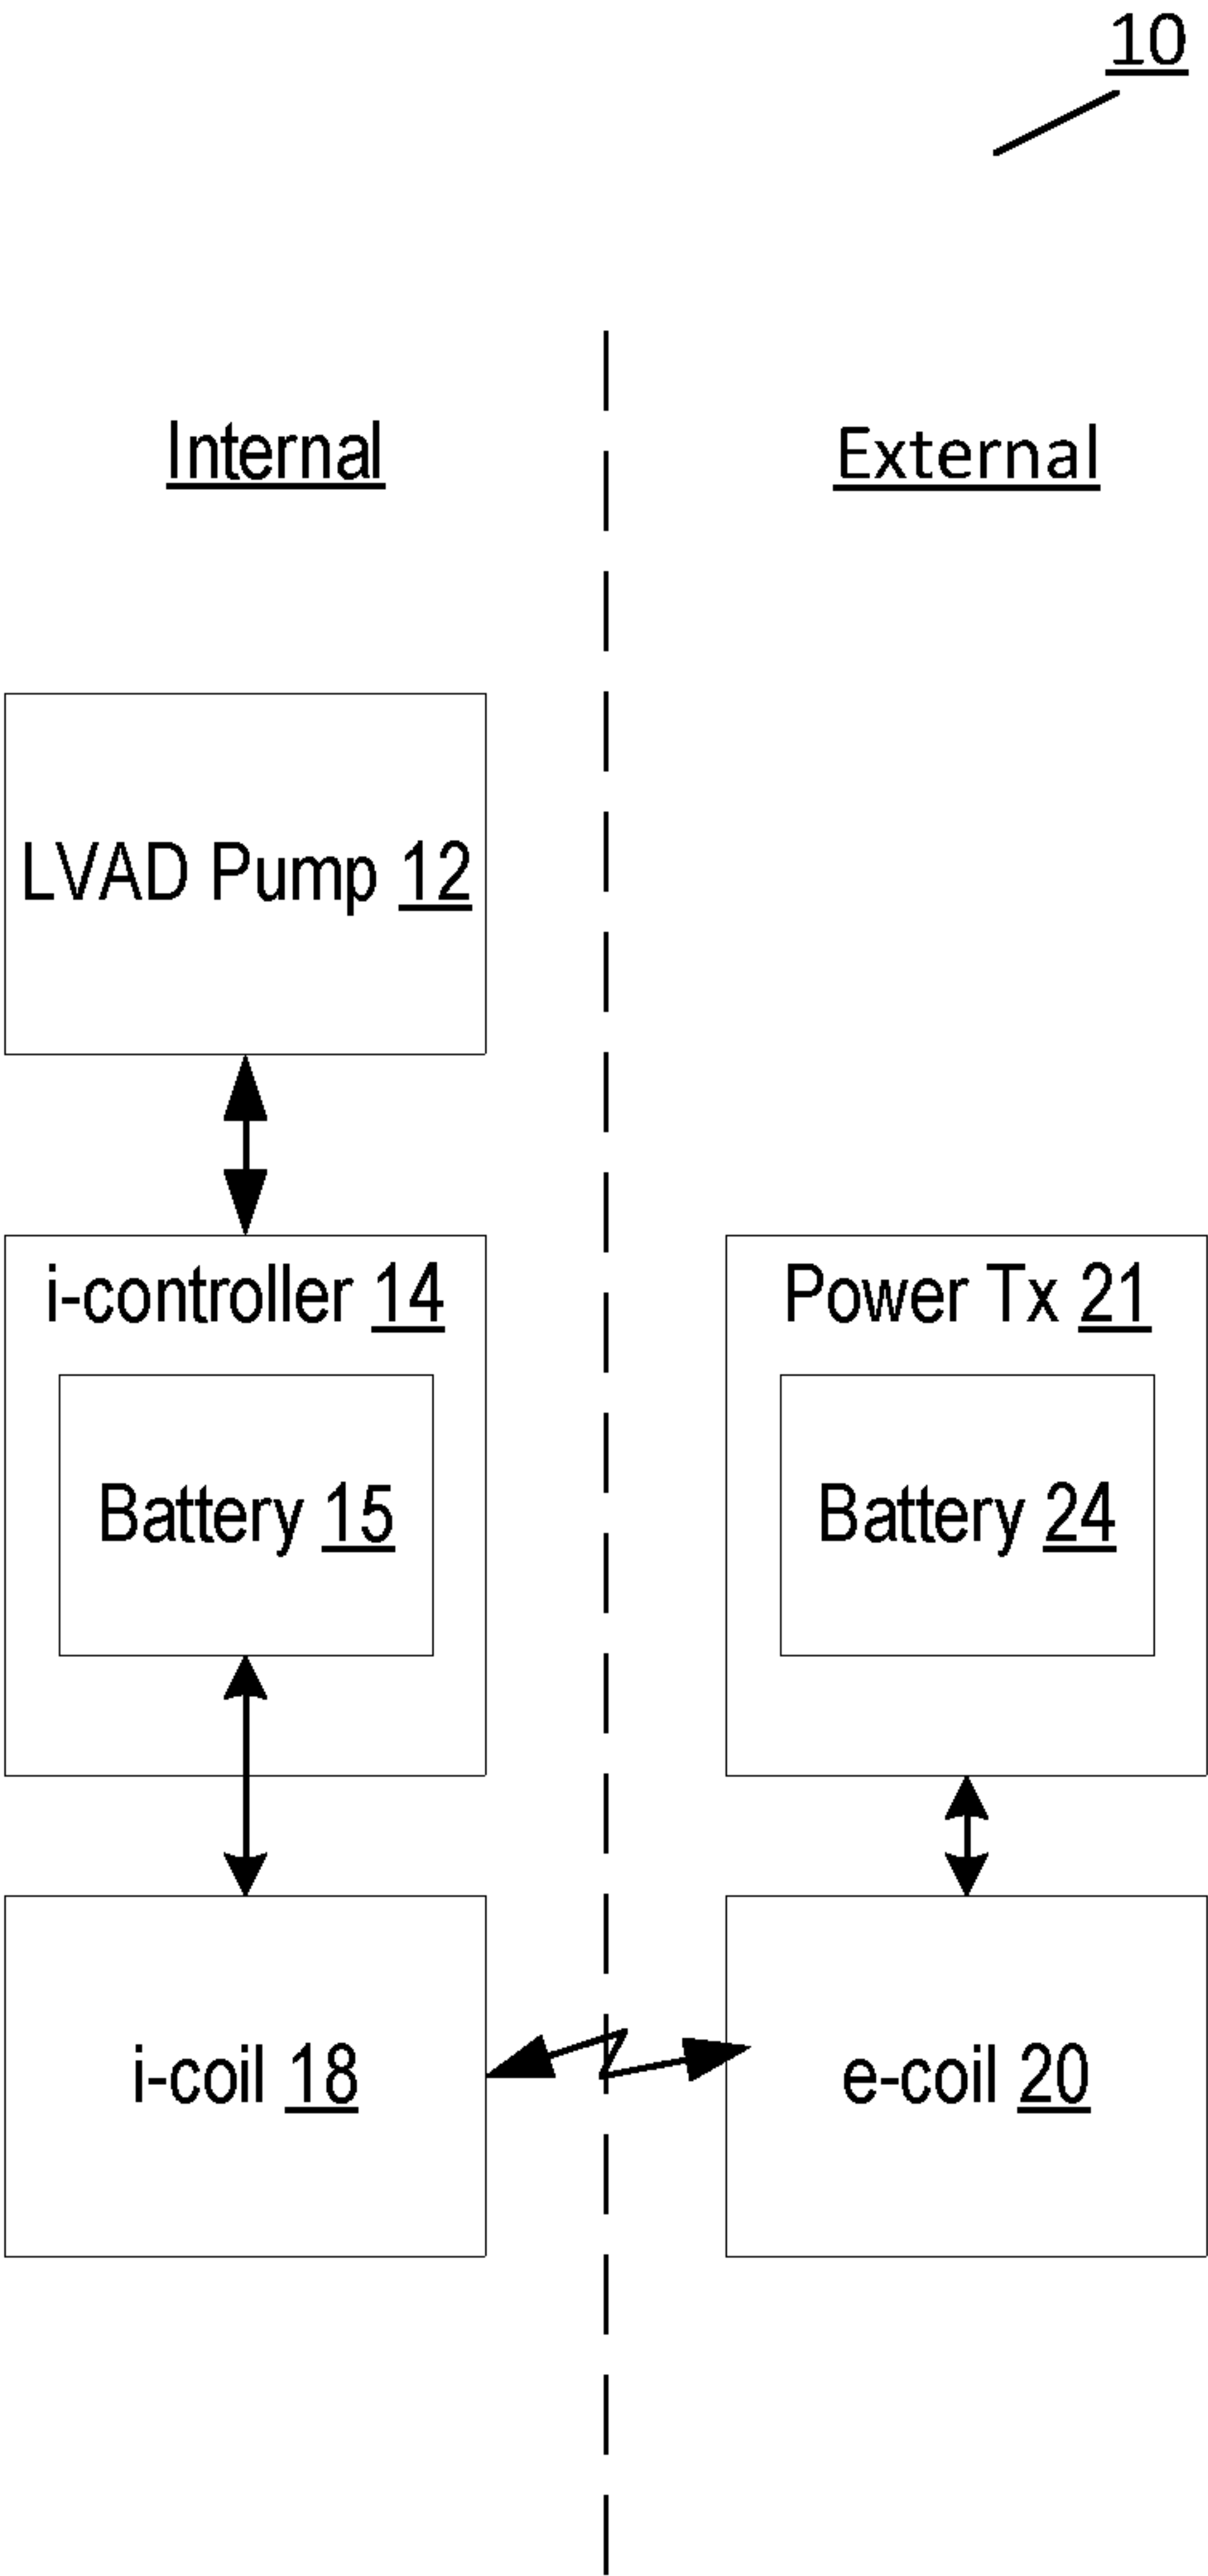 10
Internal
External
LVAD Pump 12
i-controller 14
Power Tx 21
Battery 15
Battery 24
i-coil 18
e-coil 20